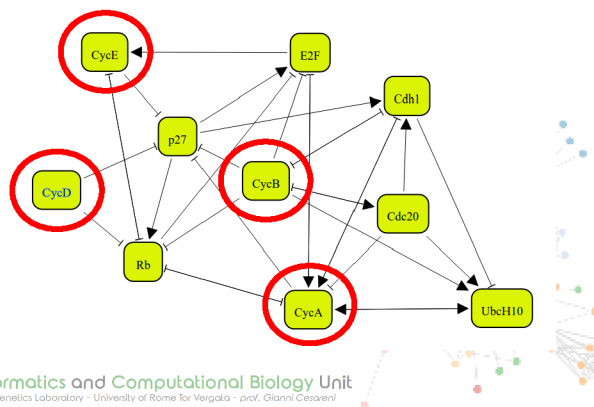 CycE
E2F
Cdh1
p27
CycB
CycD
Cdc20
Rb
CycA
UbcH10
ormatics and Computational Biology Unit
enetics Laboratory - University of Rome Tor Vergata - prof. Gianni Cesareni